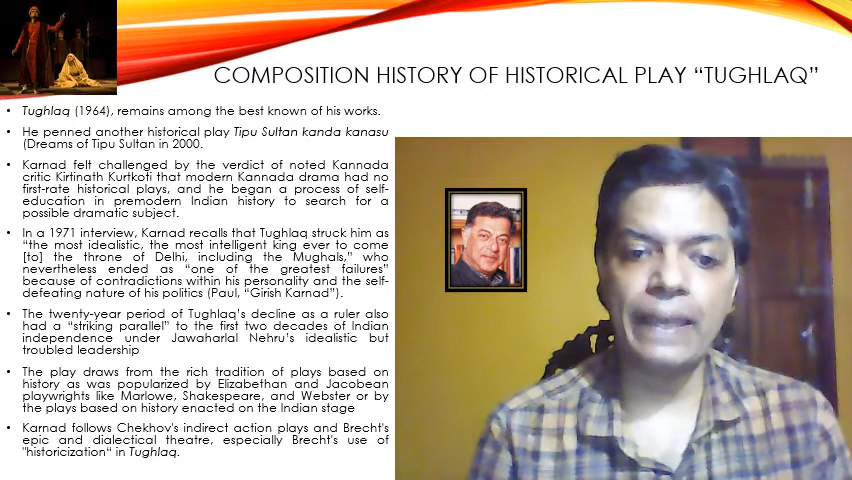 COMPOSITION HISTORY OF HISTORICAL PLAY “TUGHLAQ”
• Tughlaq (1964), remains among the best known of his works.
• He penned another historical play Tipu Sultan kanda kanasu
(Dreams of Tipu Sultan in 2000.
• Karnad felt challenged by the verdict of noted Kannada
critic Kirtinath Kurtkoti that modern Kannada drama had no
first-rate historical plays, and he began a process of self-
education in premodern Indian history to search for a
possible dramatic subject.
• In a 1971 interview, Karnad recalls that Tughlaq struck him as
“the most idealistic, the most intelligent king ever to come
[to] the throne of Delhi, including the Mughals,” who
nevertheless ended as “one of the greatest failures”
because of contradictions within his personality and the self-
defeating nature of his politics (Paul, “Girish Karnad”).
• The twenty-year period of Tughlaq’s decline as a ruler also
had a “striking parallel” to the first two decades of Indian
independence under Jawaharlal Nehru’s idealistic but
troubled leadership
• The play draws from the rich tradition of plays based on
history as was popularized by Elizabethan and Jacobean
playwrights like Marlowe, Shakespeare, and Webster or by
the plays based on history enacted on the Indian stage
• Karnad follows Chekhov's indirect action plays and Brecht's
epic and dialectical theatre, especially Brecht's use of
"historicization“ in Tughlaq.